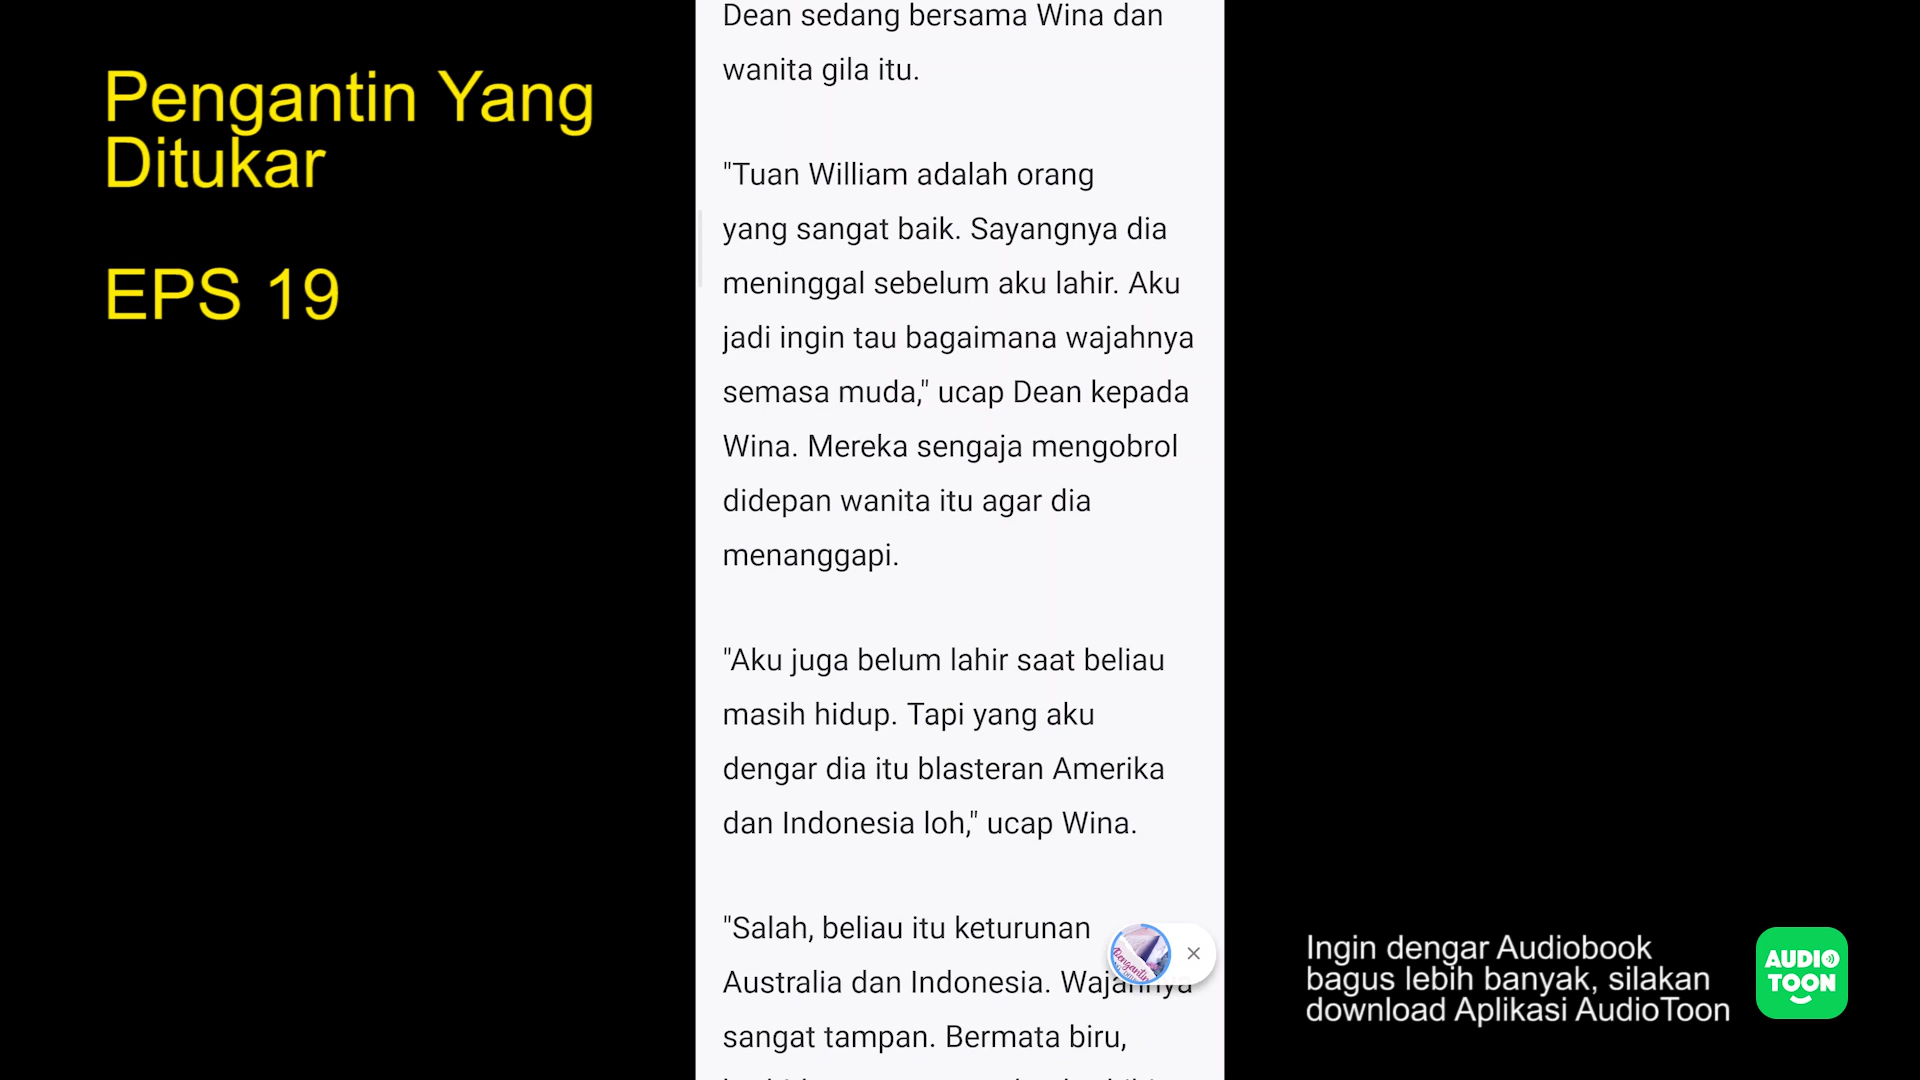 Pengantin Yang
Ditukar
EPS 19
Dean sedang bersama Wina dan
wanita gila itu.
"Tuan William adalah orang
yang sangat baik. Sayangnya dia
meninggal sebelum aku lahir. Aku
jadi ingin tau bagaimana wajahnya
semasa muda," ucap Dean kepada
Wina. Mereka sengaja mengobrol
didepan wanita itu agar dia
menanggapi.
"Aku juga belum lahir saat beliau
masih hidup. Tapi yang aku
dengar dia itu blasteran Amerika
dan Indonesia loh," ucap Wina.
"Salah, beliau itu keturunan
Australia dan Indonesia. Wajahnya
sangat tampan. Bermata biru,
Pengantin
Ingin dengar Audiobook
bagus lebih banyak, silakan
download Aplikasi AudioToon
AUDIO
TOON